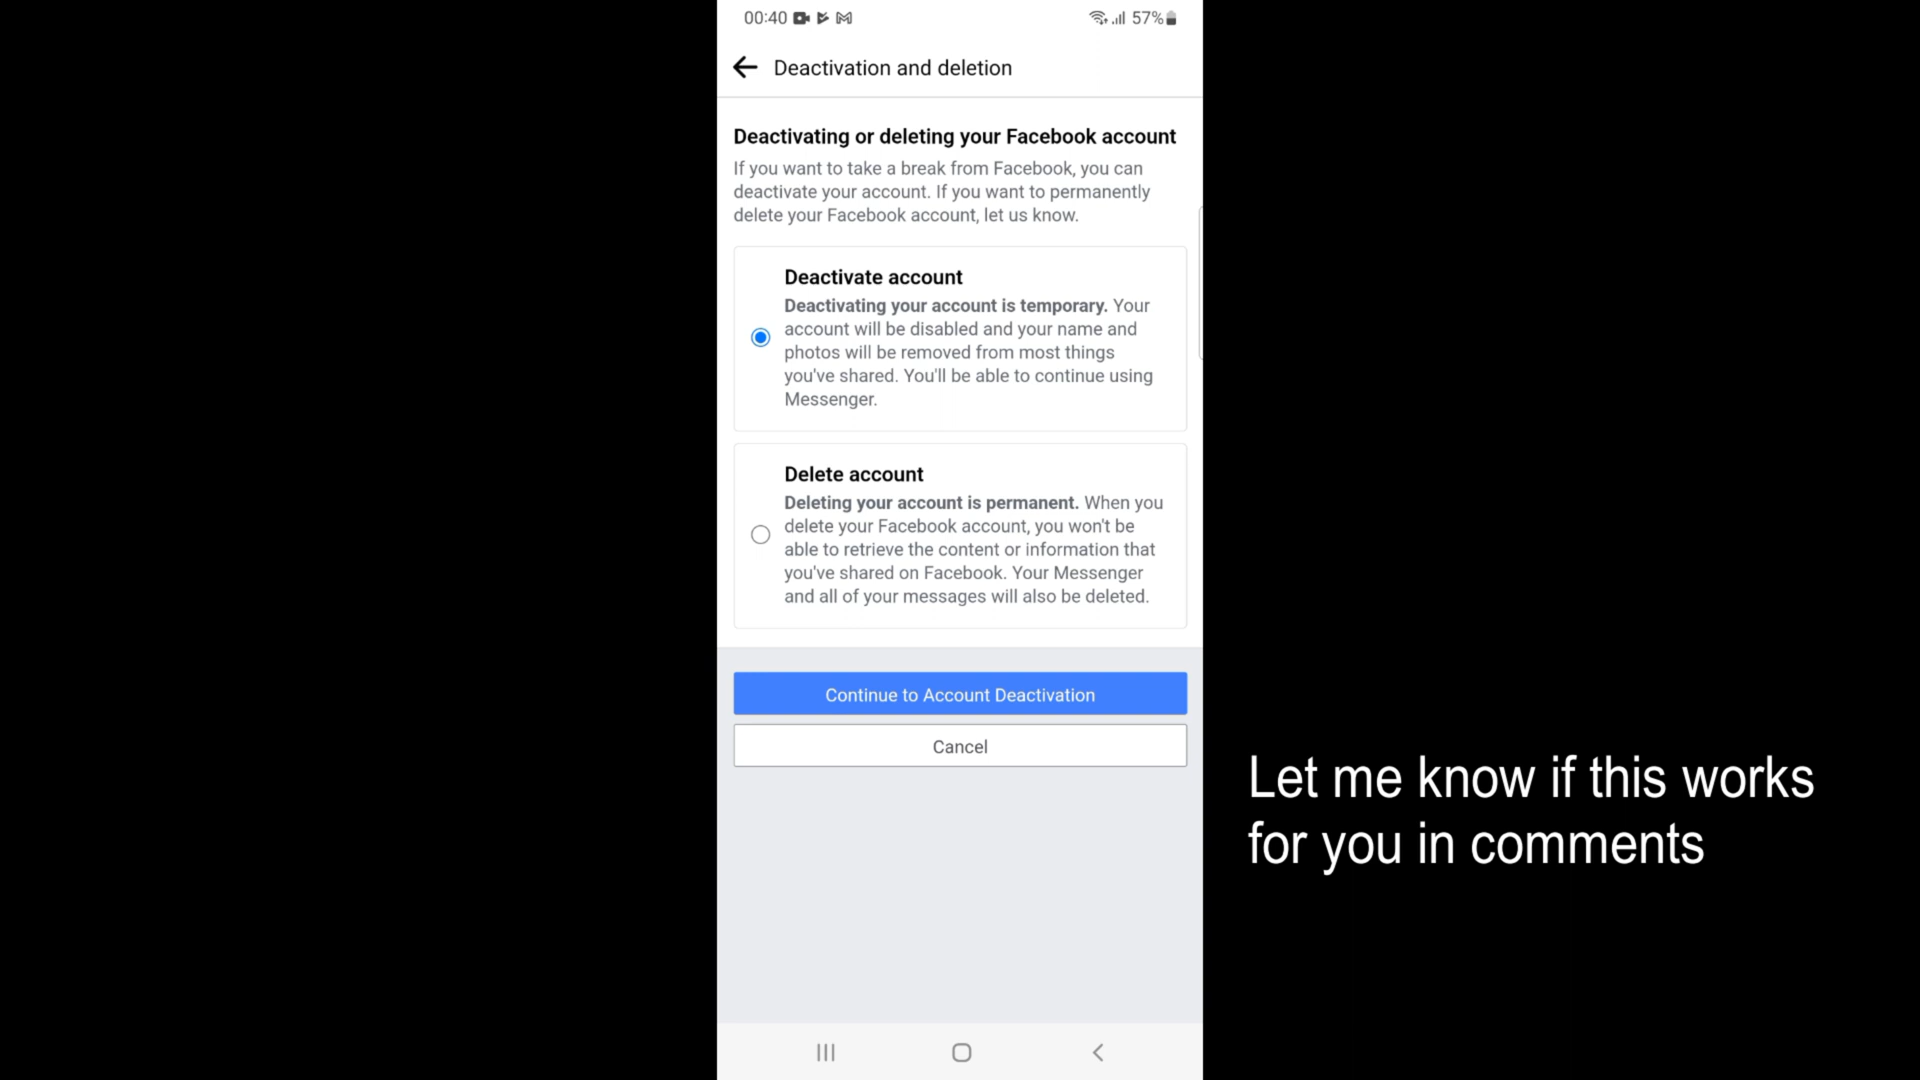 00:40
57%
Deactivation and deletion
Deactivating or deleting your Facebook account
If you want to take a break from Facebook, you can
deactivate your account. If you want to permanently
delete your Facebook account, let us know.
Deactivate account
Deactivating your account is temporary. Your
account will be disabled and your name and
photos will be removed from most things
you've shared. You'll be able to continue using
Messenger.
Delete account
Deleting your account is permanent. When you
delete your Facebook account, you won't be
able to retrieve the content or information that
you've shared on Facebook. Your Messenger
and all of your messages will also be deleted.
Continue to Account Deactivation
Cancel
Let me know if this works
for you in comments